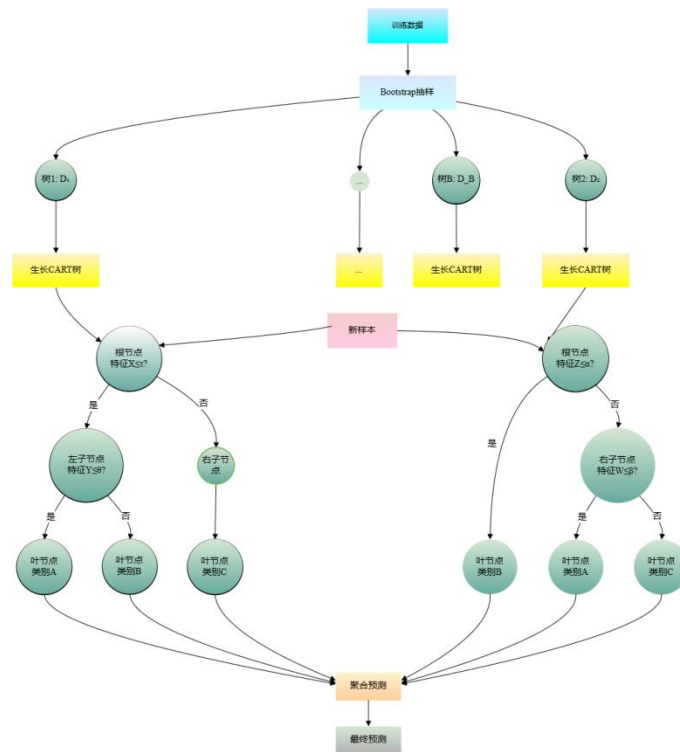 训练数据
Bootstrap抽样
树1: D₁
...
树B: D_B
树2: D₂
生长CART树
...
生长CART树
生长CART树
新样本
根节点
特征X≤τ?
根节点
特征Z≤α?
是
否
是
否
左子节点
特征Y≤θ?
右子节
点
右子节点
特征W≤β?
是
否
是
否
叶节点
类别A
叶节点
类别B
叶节点
类别C
叶节点
类别B
叶节点
类别A
叶节点
类别C
聚合预测
最终预测